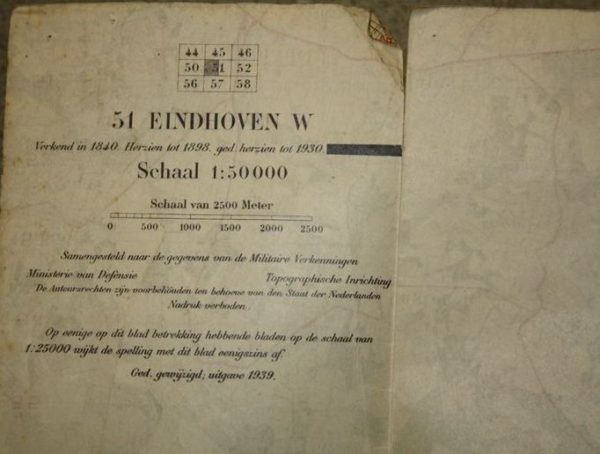 44 45 46
50 51 52
56 57 58
51 EINDHOVEN W
Verkend in 1840. Herzien tot 1898. ged. herzien tot 1930.
Schaal 1:50000
Schaal van 2500 Meter
0 500 1000 1500 2000 2500
Samengesteld naar de gegevens van de Militaire Verkenningen
Ministerie van Defensie Topographische Inrichting
De Auteursrechten zijn voorbehouden ten behoeve van den Staat der Nederlanden
Nadruk verboden.
Op eenige op dit blad betrekking hebbende bladen op de schaal van
1:25000 wijkt de spelling met dit blad eenigszins af.
Ged. gewijzigd; uitgave 1939.